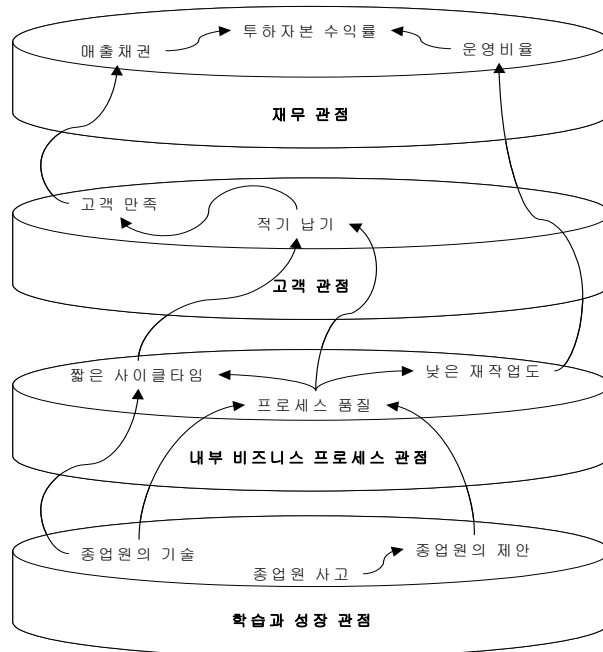 투하자본 수익률
매출채권
운영비율
재무 관점
고객 만족
적기 납기
고객 관점
짧은 사이클타임
낮은 재작업도
프로세스 품질
내부 비즈니스 프로세스 관점
종업원의 기술
종업원의 제안
종업원 사고
학습과 성장 관점